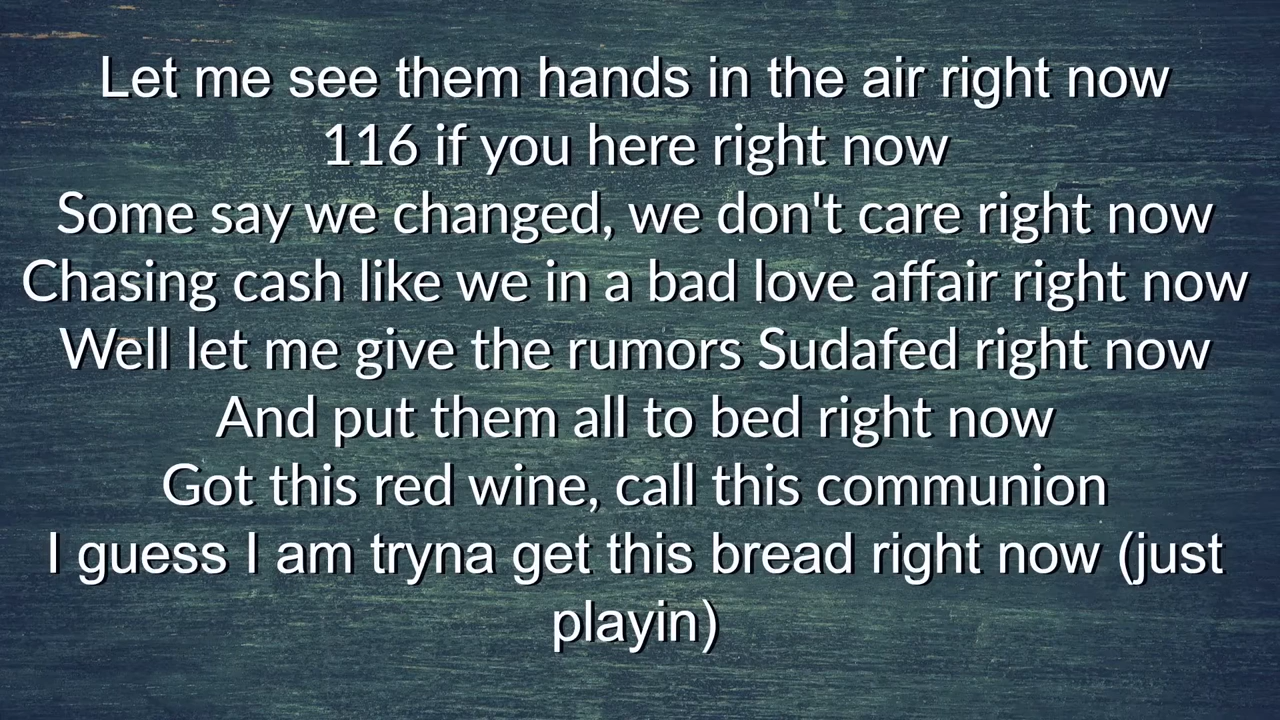 Let me see them hands in the air right now
116 if you here right now
Some say we changed, we don't care right now
Chasing cash like we in a bad love affair right now
Well let me give the rumors Sudafed right now
And put them all to bed right now
Got this red wine, call this communion
I guess I am tryna get this bread right now (just
playin)